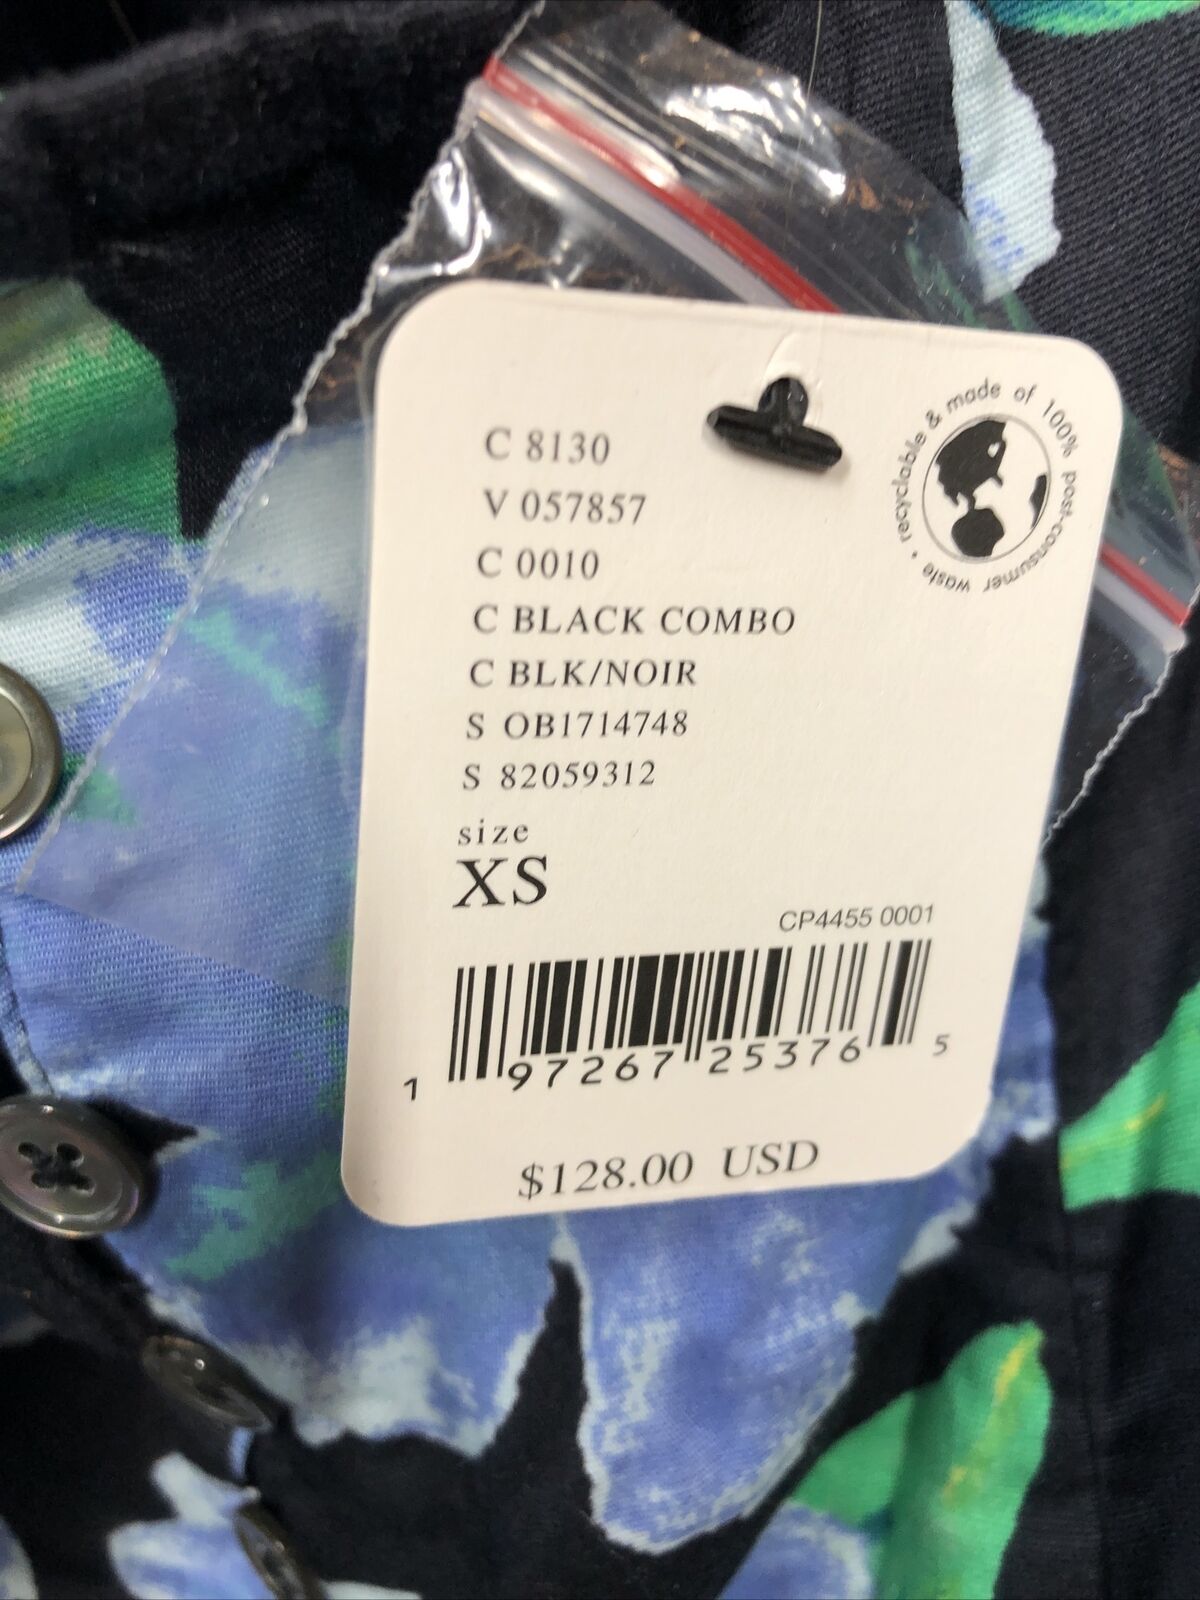 C 8130
V 057857
C 0010
C BLACK COMBO
C BLK/NOIR
S OB1714748
S 82059312
size
XS
CP4455 0001
1 97267 25376 5
$128.00 USD
recyclable & made of 100% post-consumer waste •